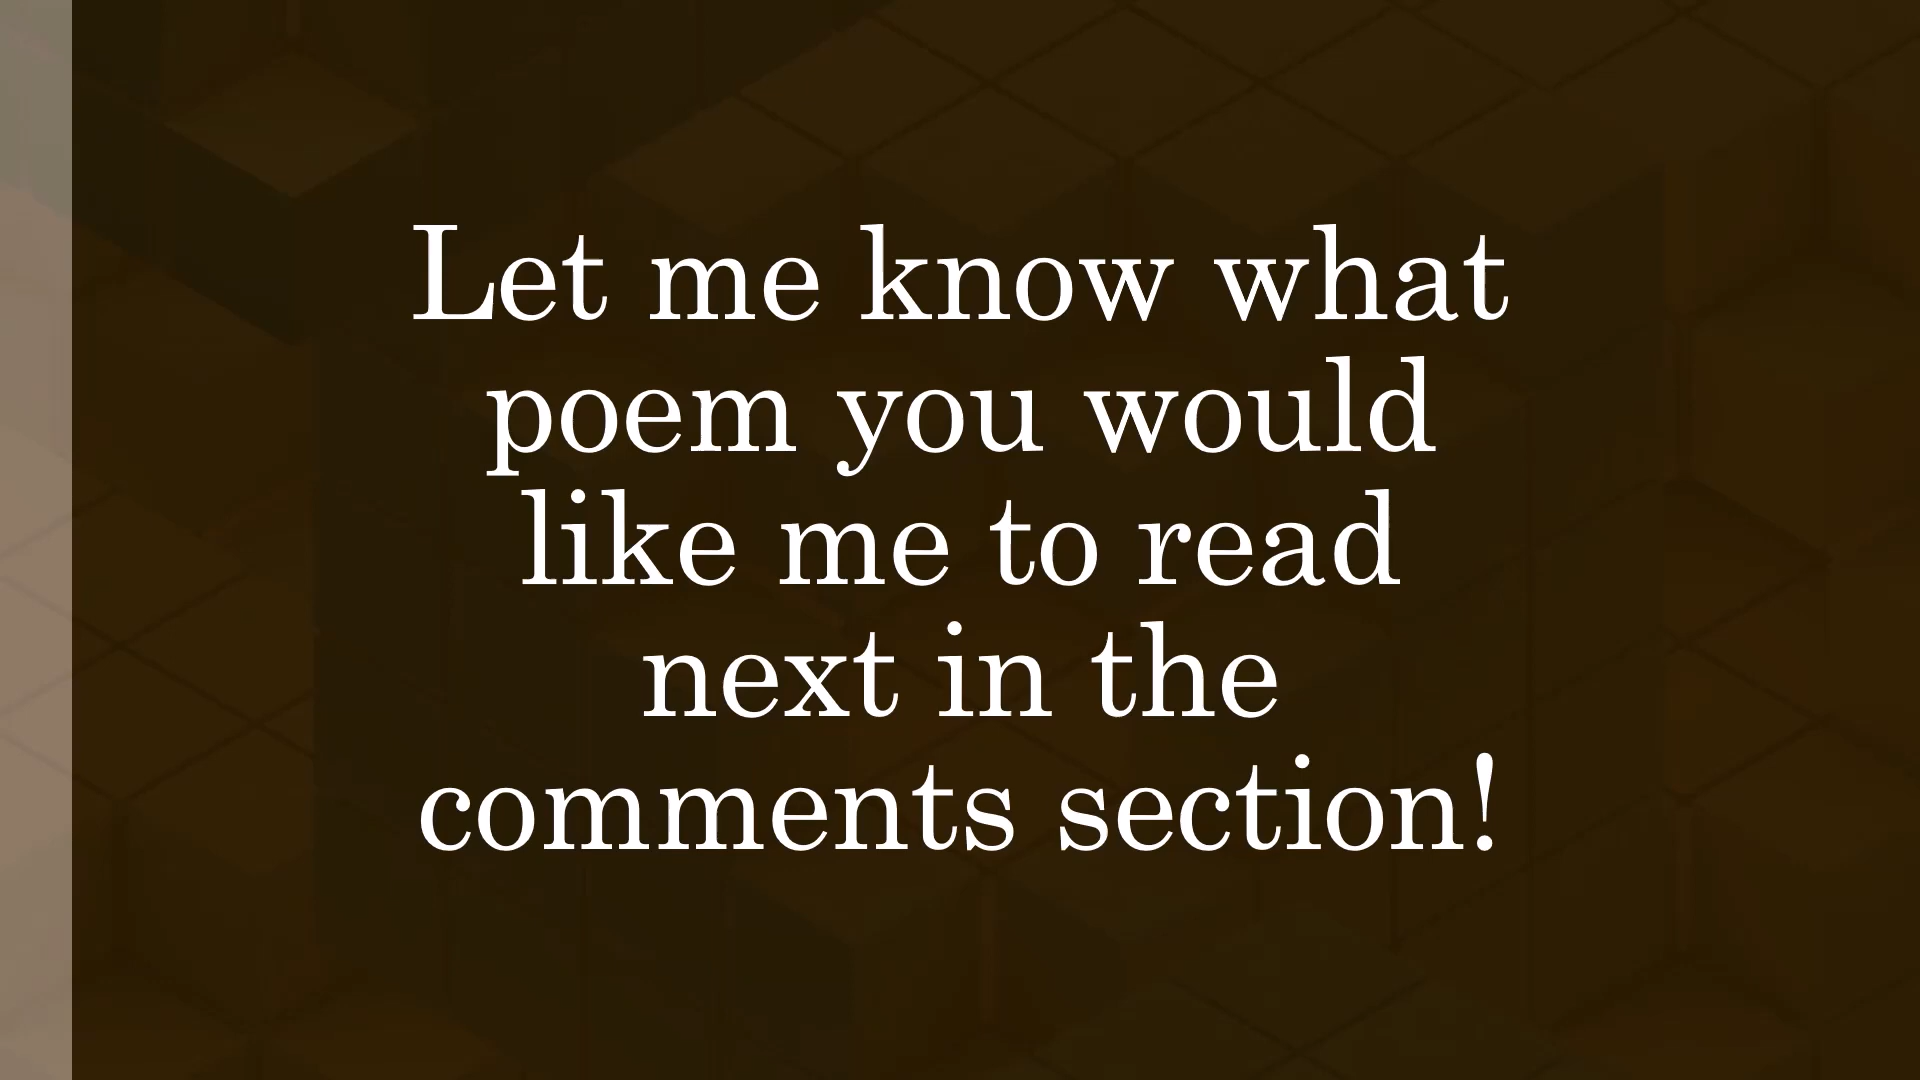 Let me know what
poem you would
like me to read
next in the
comments section!